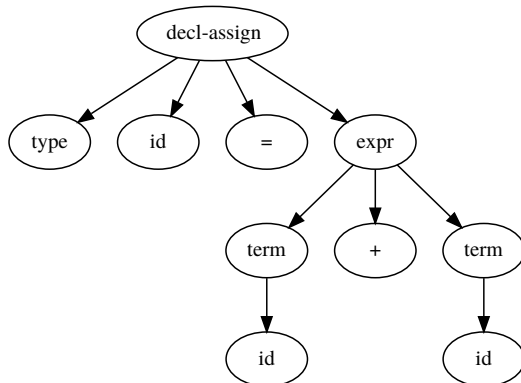 decl-assign
type id = expr
term + term
id id